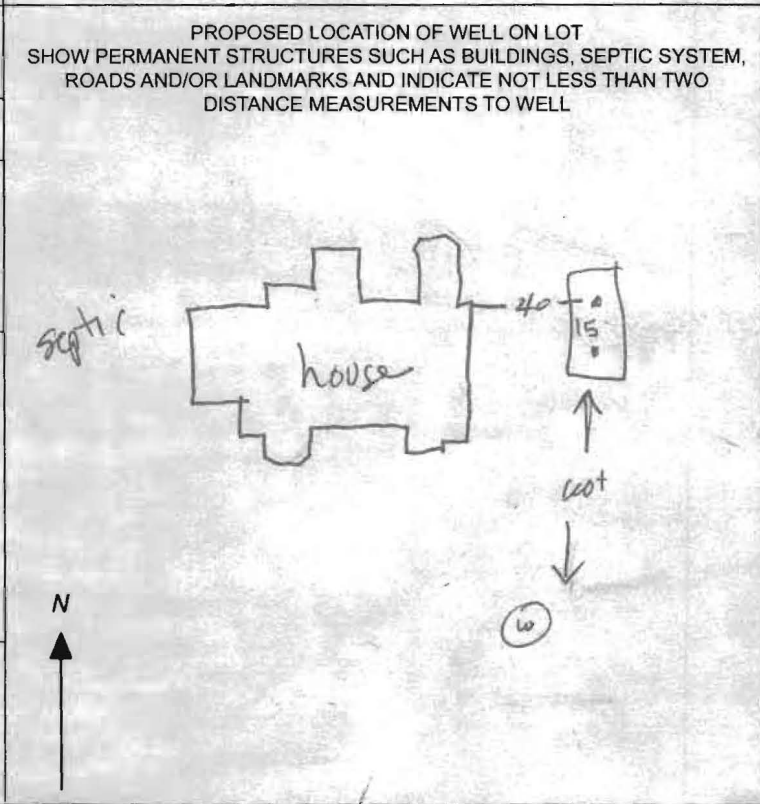 PROPOSED LOCATION OF WELL ON LOT
SHOW PERMANENT STRUCTURES SUCH AS BUILDINGS, SEPTIC SYSTEM,
ROADS AND/OR LANDMARKS AND INDICATE NOT LESS THAN TWO
DISTANCE MEASUREMENTS TO WELL
septic
house
40
15
N
W